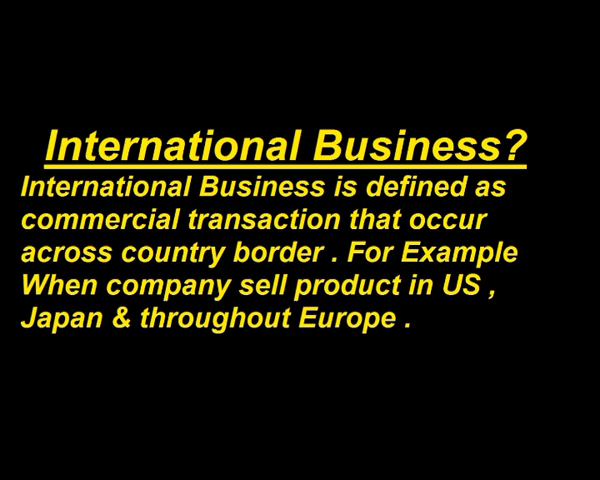 International Business?
International Business is defined as
commercial transaction that occur
across country border . For Example
When company sell product in US ,
Japan & throughout Europe .